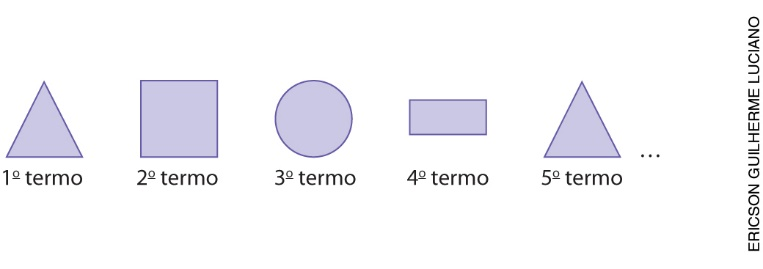 1º termo 2º termo 3º termo 4º termo 5º termo ...
ERICSON GUILHERME LUCIANO